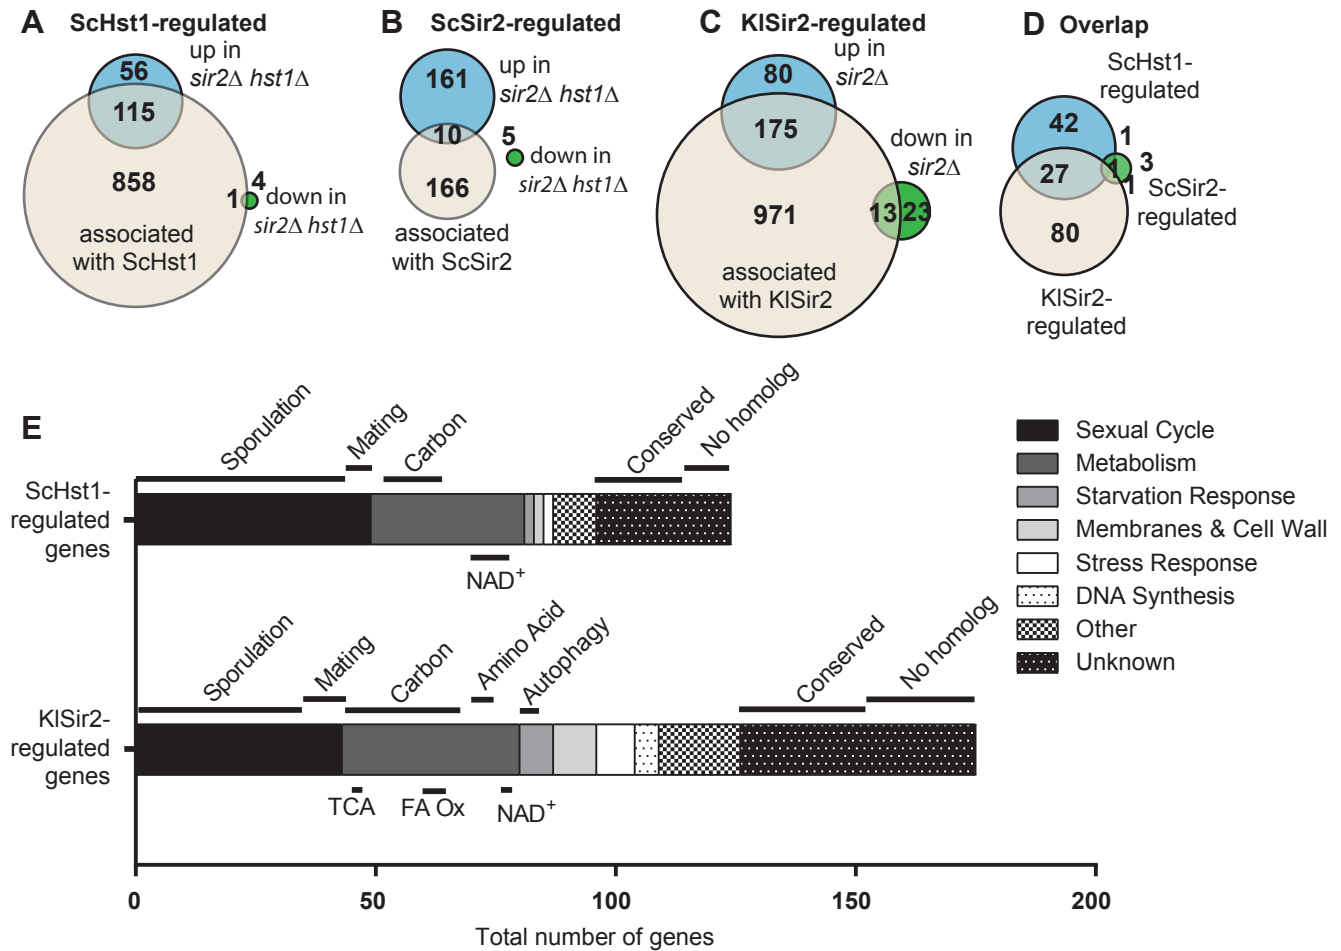 A ScHst1-regulated
56
up in
sir2Δ hst1Δ
115
858
1
4
down in
sir2Δ hst1Δ
associated
with ScHst1
B ScSir2-regulated
161
up in
sir2Δ hst1Δ
10
5
down in
sir2Δ hst1Δ
166
associated
with ScSir2
C KlSir2-regulated
80
up in
sir2Δ
175
down in
sir2Δ
971
13
23
associated
with KlSir2
D Overlap
ScHst1-
regulated
42
1
27
1
3
1
ScSir2-
regulated
80
KlSir2-
regulated
E
Sporulation
Mating
Carbon
Conserved
No homolog
ScHst1-
regulated
genes
NAD+
Sporulation
Mating
Carbon
Amino Acid
Autophagy
Conserved
No homolog
KlSir2-
regulated
genes
TCA
FA Ox
NAD+
0 50 100 150 200
Total number of genes
Sexual Cycle
Metabolism
Starvation Response
Membranes & Cell Wall
Stress Response
DNA Synthesis
Other
Unknown